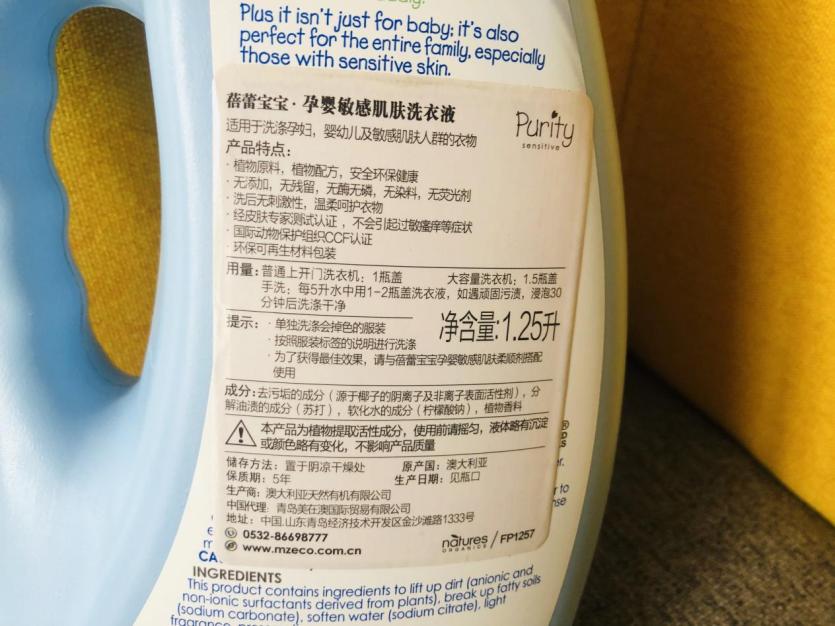 Plus it isn't just for baby; it's also
perfect for the entire family, especially
those with sensitive skin.
蓓蕾宝宝·孕婴敏感肌肤洗衣液
适用于洗涤孕妇，婴幼儿及敏感肌肤人群的衣物
Purity
sensitive
产品特点：
·植物原料，植物配方，安全环保健康
·无添加，无残留，无酶无磷，无染料，无荧光剂
·洗后无刺激性，温柔呵护衣物
·经皮肤专家测试认证，不会引起过敏瘙痒等症状
·国际动物保护组织CCF认证
·环保可再生材料包装
用量：普通上开门洗衣机；1瓶盖 大容量洗衣机；1.5瓶盖
手洗；每5升水中用1-2瓶盖洗衣液，如遇顽固污渍，浸泡30
分钟后洗涤干净
净含量:1.25升
提示：·单独洗涤会掉色的服装
·按照服装标签的说明进行洗涤
·为了获得最佳效果，请与蓓蕾宝宝孕婴敏感肌肤柔顺剂搭配
使用
成分：去污垢的成分（源于椰子的阴离子及非离子表面活性剂），分
解油渍的成分（苏打），软化水的成分（柠檬酸钠），植物香料
本产品为植物提取活性成分，使用前请摇匀，液体略有沉淀
或颜色略有变化，不影响产品质量
储存方法：置于阴凉干燥处 原产国：澳大利亚
保质期：5年 生产日期：见瓶口
生产商：澳大利亚天然有机有限公司
中国代理：青岛美在澳国际贸易有限公司
地址：中国.山东青岛经济技术开发区金沙滩路1333号
0532-86698777
www.mzeco.com.cn
natures
ORGANICS / FP1257
INGREDIENTS
This product contains ingredients to lift up dirt (anionic and
non-ionic surfactants derived from plants), break up fatty soils
(sodium carbonate), soften water (sodium citrate), light